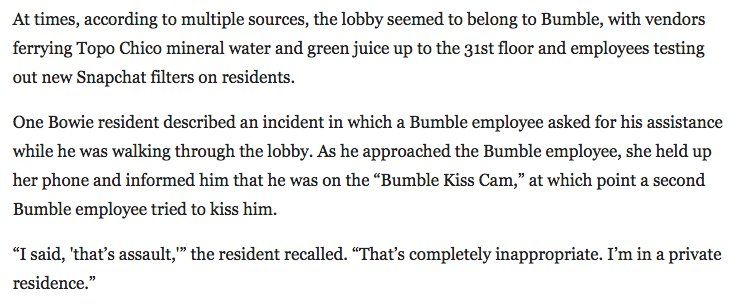 At times, according to multiple sources, the lobby seemed to belong to Bumble, with vendors
ferrying Topo Chico mineral water and green juice up to the 31st floor and employees testing
out new Snapchat filters on residents.
One Bowie resident described an incident in which a Bumble employee asked for his assistance
while he was walking through the lobby. As he approached the Bumble employee, she held up
her phone and informed him that he was on the “Bumble Kiss Cam,” at which point a second
Bumble employee tried to kiss him.
“I said, 'that’s assault,'” the resident recalled. “That’s completely inappropriate. I’m in a private
residence.”